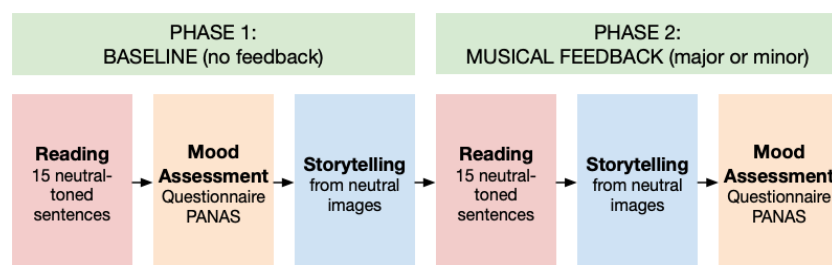 PHASE 1:
BASELINE (no feedback)
PHASE 2:
MUSICAL FEEDBACK (major or minor)
Reading
15 neutral-
toned
sentences
Mood
Assessment
Questionnaire
PANAS
Storytelling
from neutral
images
Reading
15 neutral-
toned
sentences
Storytelling
from neutral
images
Mood
Assessment
Questionnaire
PANAS